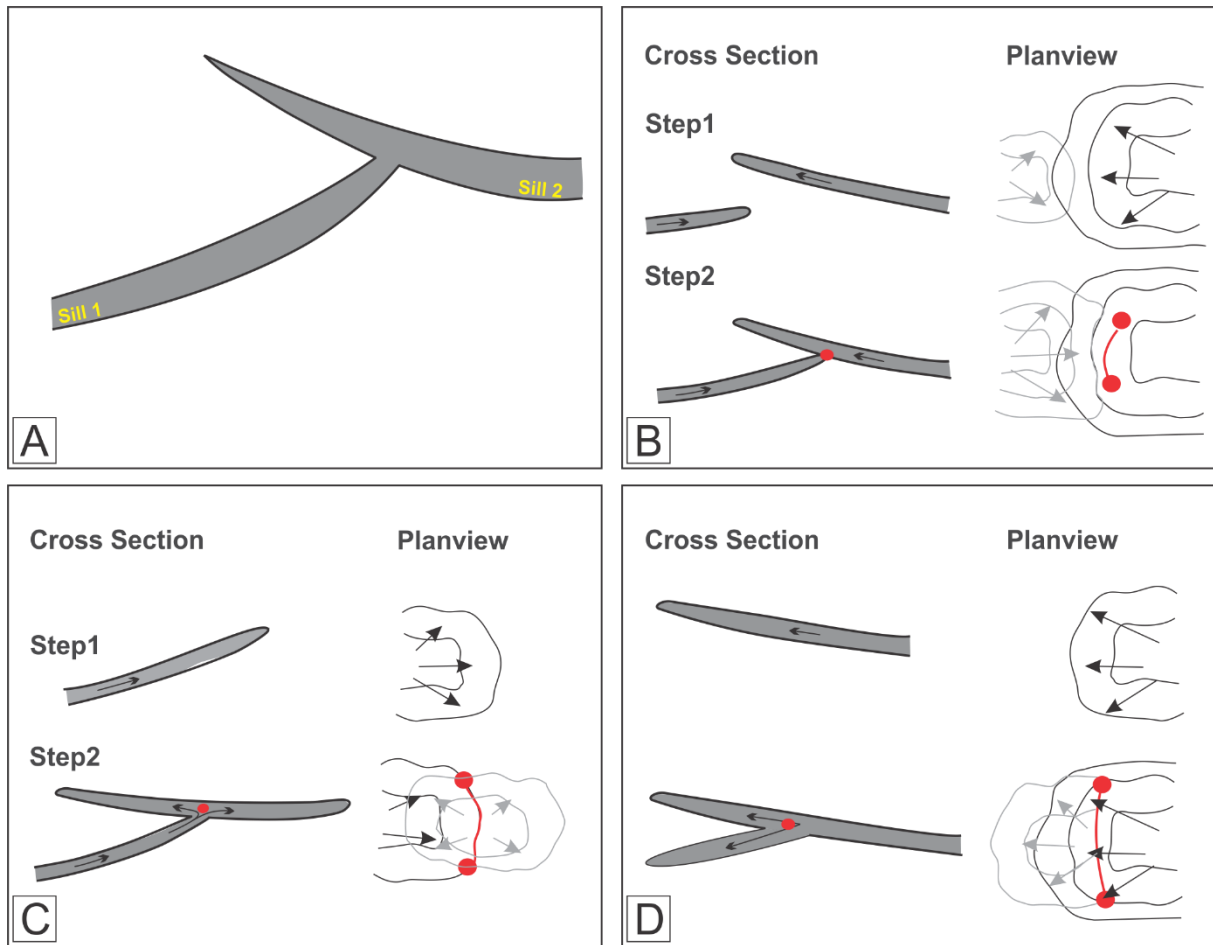 Sill 2
Sill 1
A
Cross Section Planview
Step1
Step2
B
Cross Section Planview
Step1
Step2
C
Cross Section Planview
D